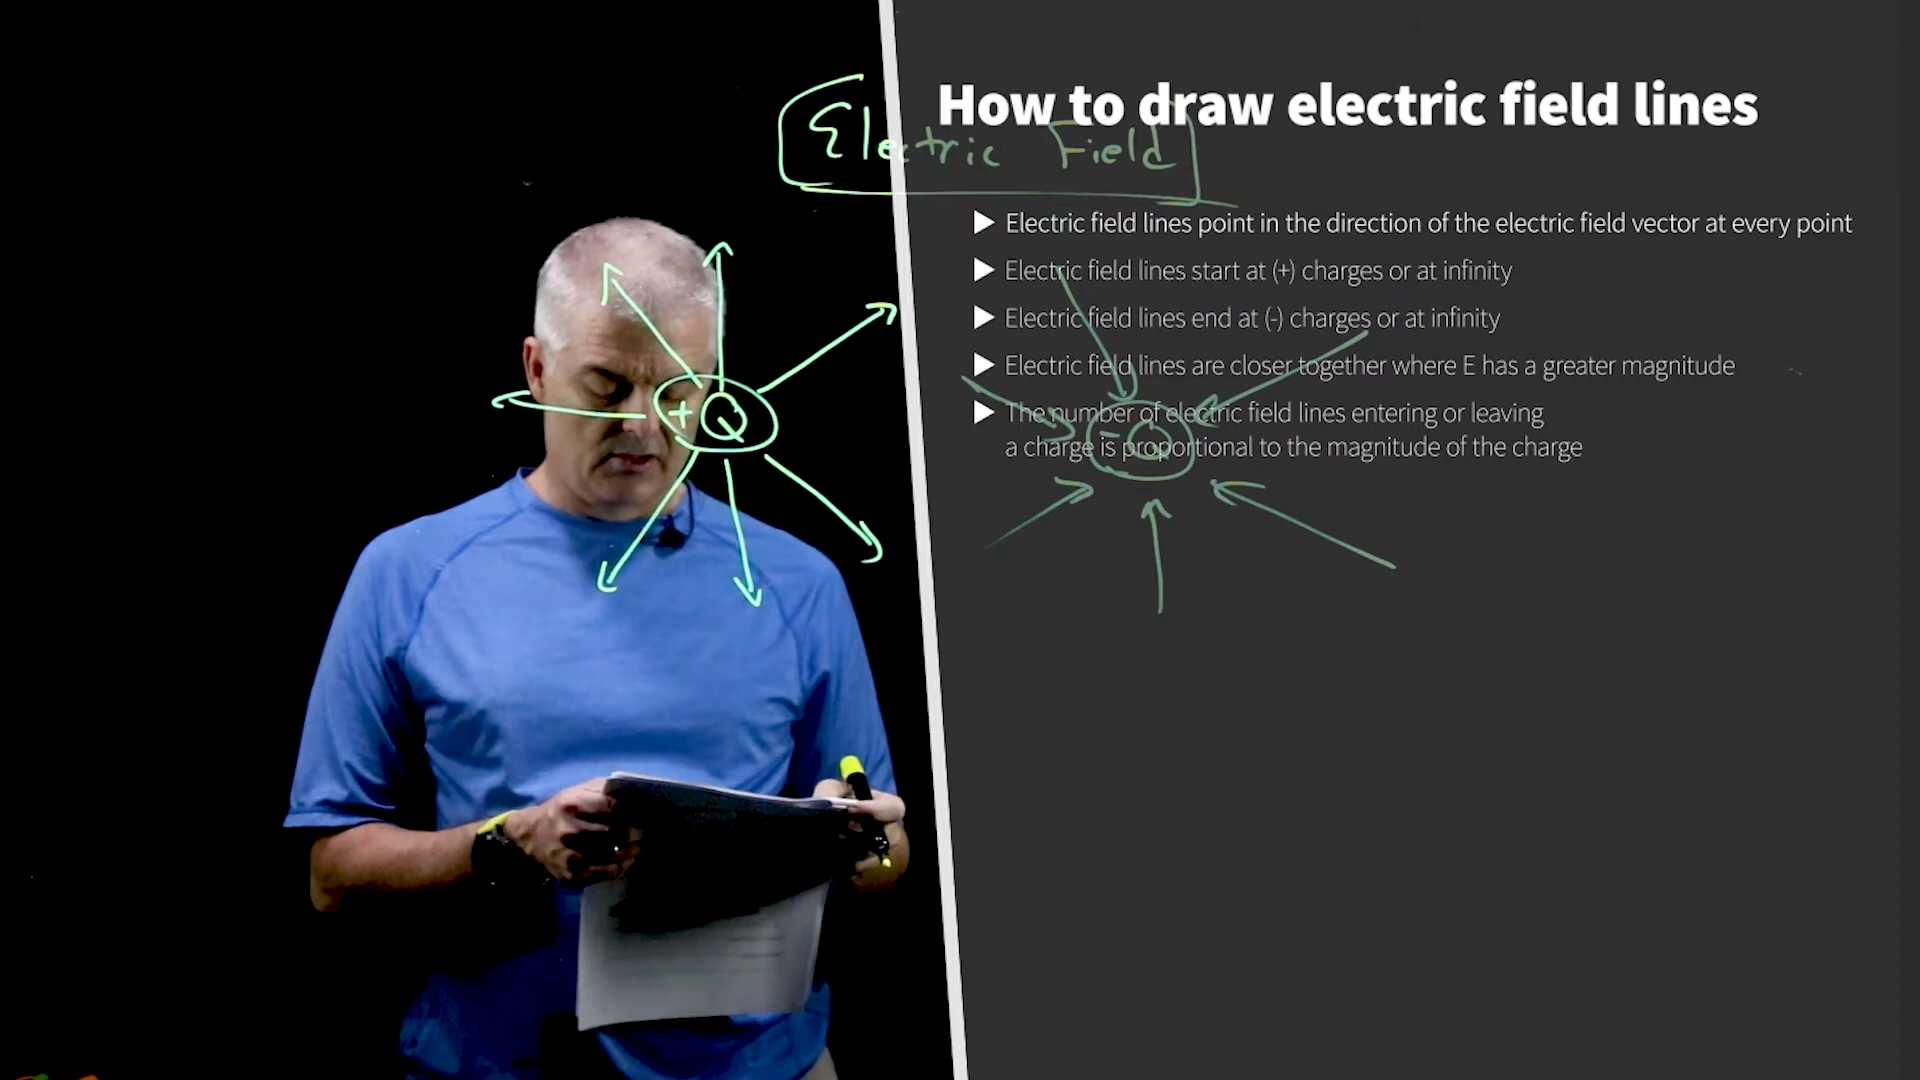 How to draw electric field lines
Electric Field
▶ Electric field lines point in the direction of the electric field vector at every point
▶ Electric field lines start at (+) charges or at infinity
▶ Electric field lines end at (-) charges or at infinity
▶ Electric field lines are closer together where E has a greater magnitude
▶ The number of electric field lines entering or leaving
a charge is proportional to the magnitude of the charge
+Q
-Q